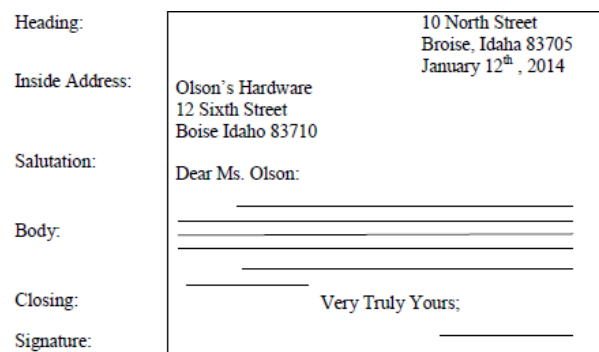 Heading:
10 North Street
Broise, Idaha 83705
January 12th , 2014
Inside Address:
Olson's Hardware
12 Sixth Street
Boise Idaho 83710
Salutation:
Dear Ms. Olson:
Body:
Closing:
Very Truly Yours;
Signature: